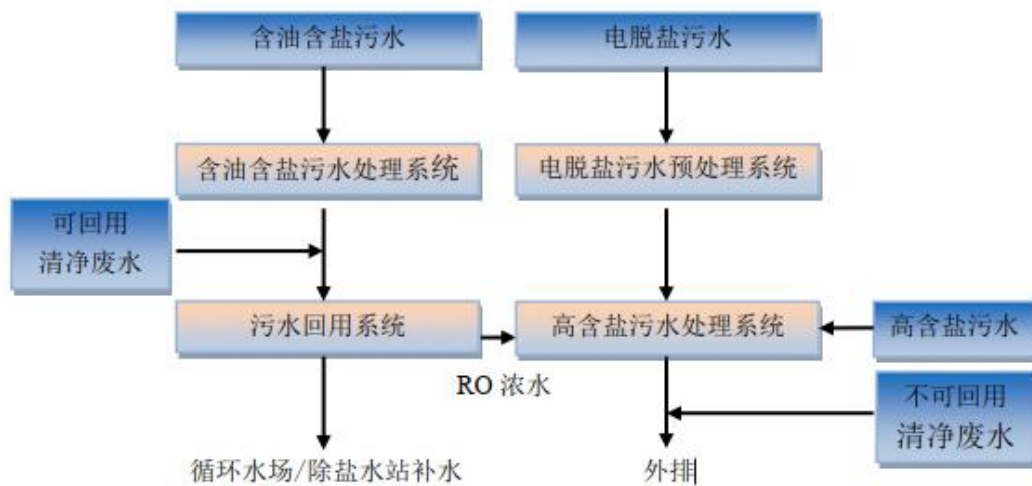 含油含盐污水
电脱盐污水
含油含盐污水处理系统
电脱盐污水预处理系统
可回用
清净废水
污水回用系统
高含盐污水处理系统
高含盐污水
RO 浓水
不可回用
清净废水
循环水场/除盐水站补水
外排